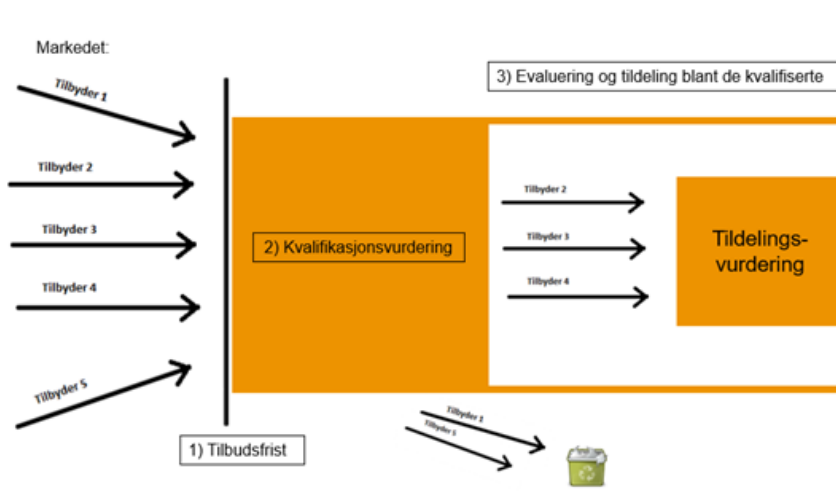 Markedet:
Tilbyder 1
Tilbyder 2
Tilbyder 3
Tilbyder 4
Tilbyder 5
1) Tilbudsfrist
2) Kvalifikasjonsvurdering
3) Evaluering og tildeling blant de kvalifiserte
Tilbyder 2
Tilbyder 3
Tilbyder 4
Tildelings-
vurdering
Tilbyder 1
Tilbyder 5